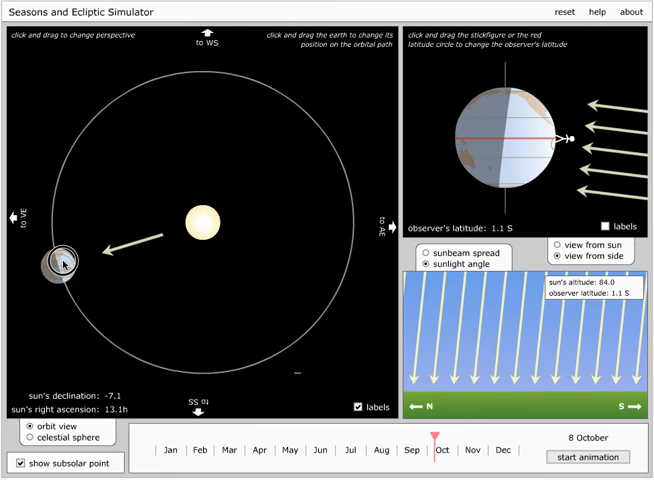 Seasons and Ecliptic Simulator
reset help about
click and drag to change perspective
click and drag the earth to change its
position on the orbital path
to WS
to VE
to AE
to SS
sun's declination: -7.1
sun's right ascension: 13.1h
labels
click and drag the stickfigure or the red
latitude circle to change the observer's latitude
observer's latitude: 1.1 S
labels
sunbeam spread
sunlight angle
view from sun
view from side
sun's altitude: 84.0
observer latitude: 1.1 S
N
S
orbit view
celestial sphere
show subsolar point
Jan Feb Mar Apr May Jun Jul Aug Sep Oct Nov Dec
8 October
start animation